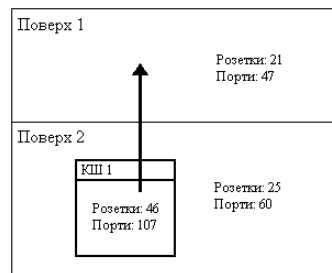 Поверх 1
Розетки: 21
Порти: 47
Поверх 2
КШ 1
Розетки: 46
Порти: 107
Розетки: 25
Порти: 60